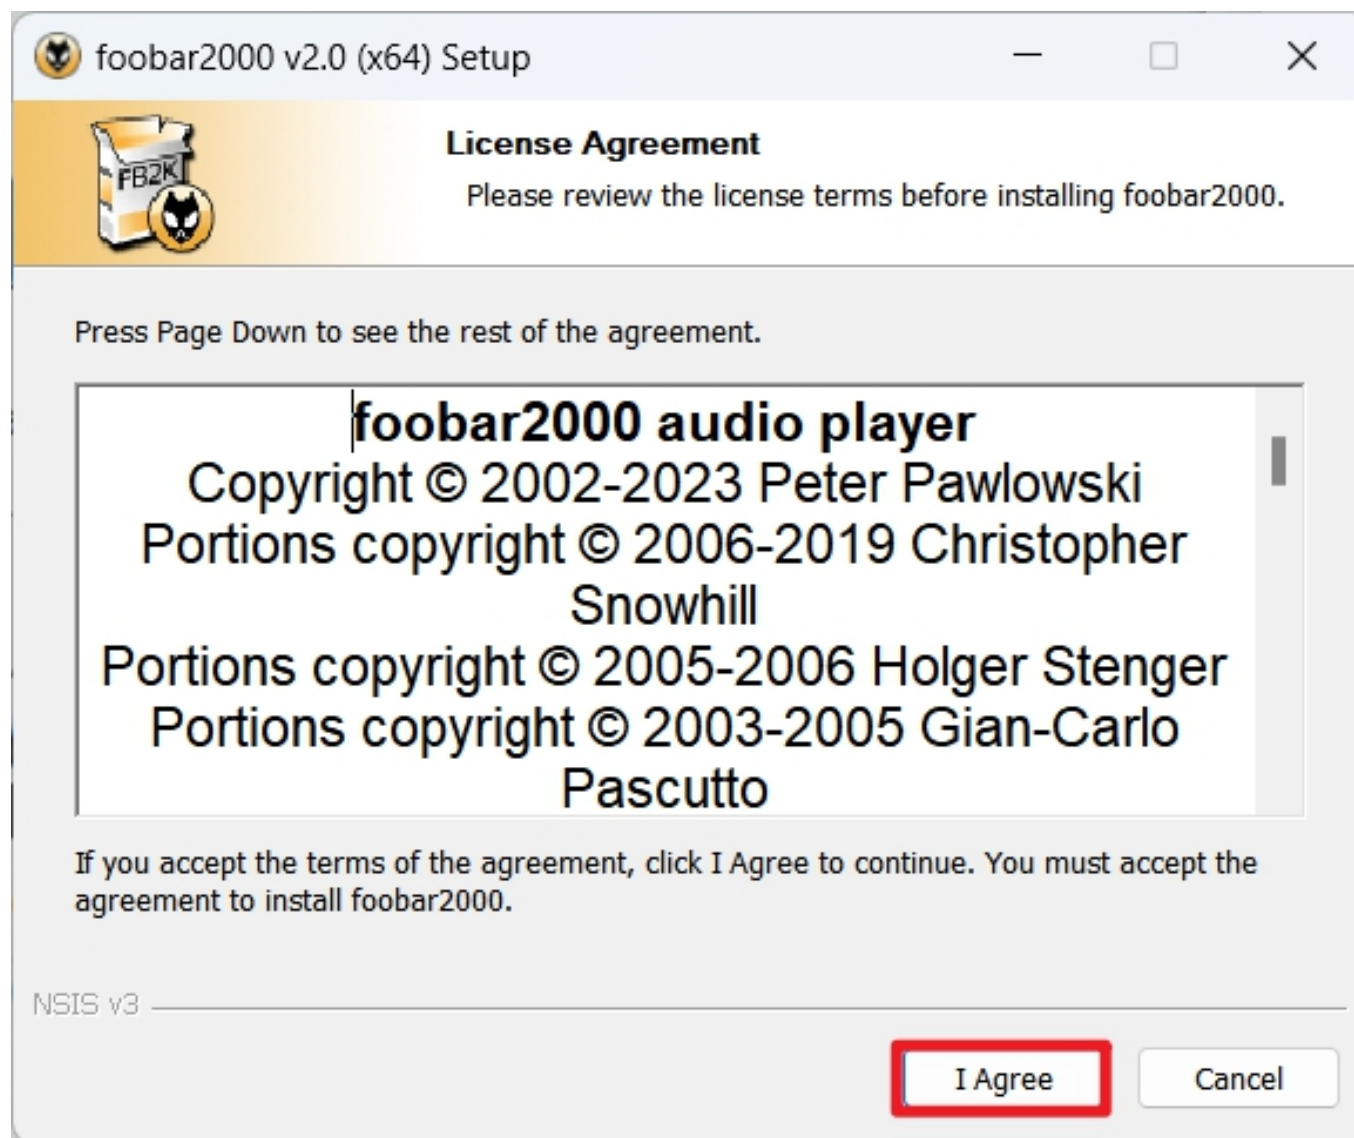 foobar2000 v2.0 (x64) Setup
FB2K
License Agreement
Please review the license terms before installing foobar2000.
Press Page Down to see the rest of the agreement.
foobar2000 audio player
Copyright © 2002-2023 Peter Pawlowski
Portions copyright © 2006-2019 Christopher
Snowhill
Portions copyright © 2005-2006 Holger Stenger
Portions copyright © 2003-2005 Gian-Carlo
Pascutto
If you accept the terms of the agreement, click I Agree to continue. You must accept the
agreement to install foobar2000.
NSIS v3
I Agree
Cancel